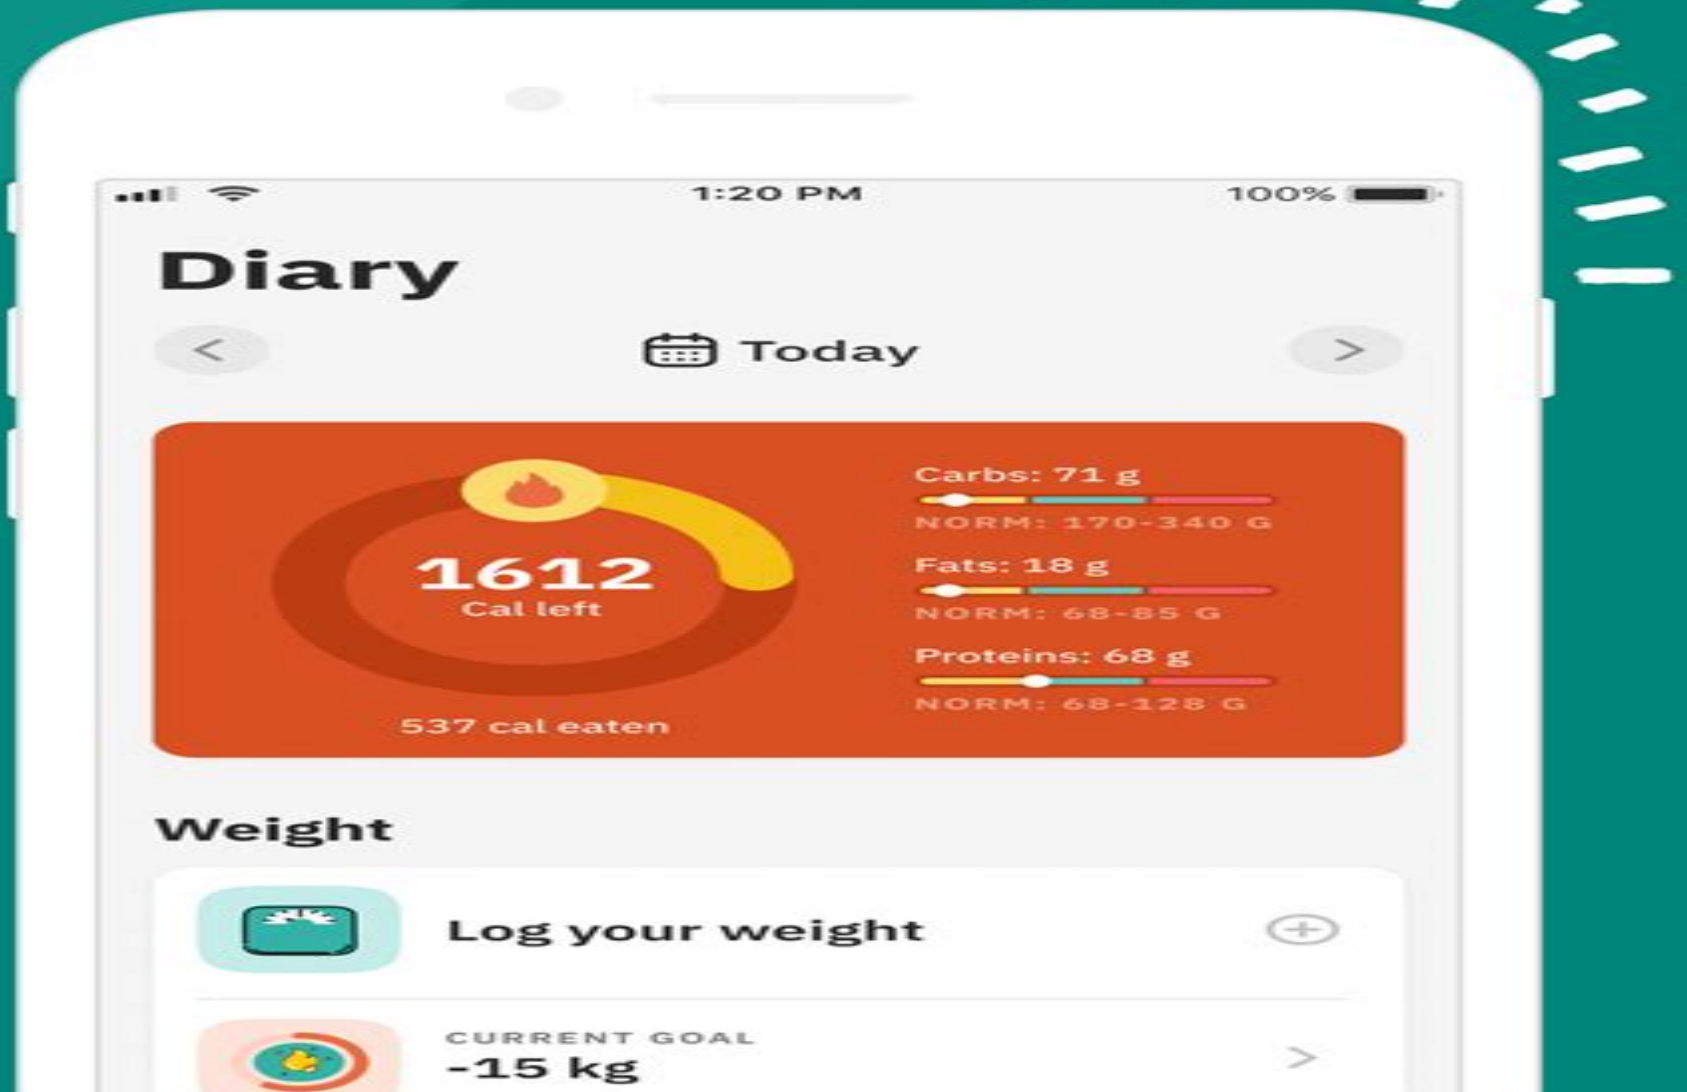 1:20 PM 100%
Diary
Today
1612
Cal left
537 cal eaten
Carbs: 71 g
NORM: 170-340 G
Fats: 18 g
NORM: 68-85 G
Proteins: 68 g
NORM: 68-128 G
Weight
Log your weight
CURRENT GOAL
-15 kg